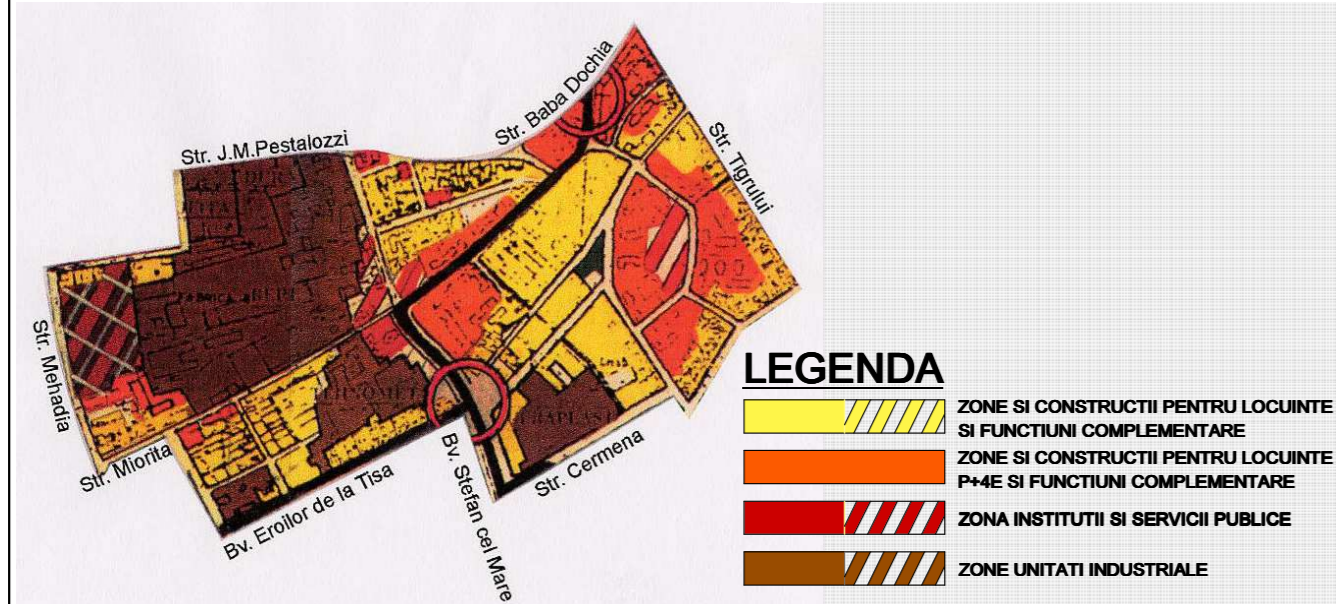 Str. Baba Dochia
Str. J.M.Pestalozzi
Str. Tigrului
FABRICA
Str. Mehadia
LEGENDA
ZONE SI CONSTRUCTII PENTRU LOCUINTE
SI FUNCTIUNI COMPLEMENTARE
Str. Miorita
Bv. Eroilor de la Tisa
Bv. Stefan cel Mare
Str. Cermena
ZONE SI CONSTRUCTII PENTRU LOCUINTE
P+4E SI FUNCTIUNI COMPLEMENTARE
ZONA INSTITUTII SI SERVICII PUBLICE
ZONE UNITATI INDUSTRIALE